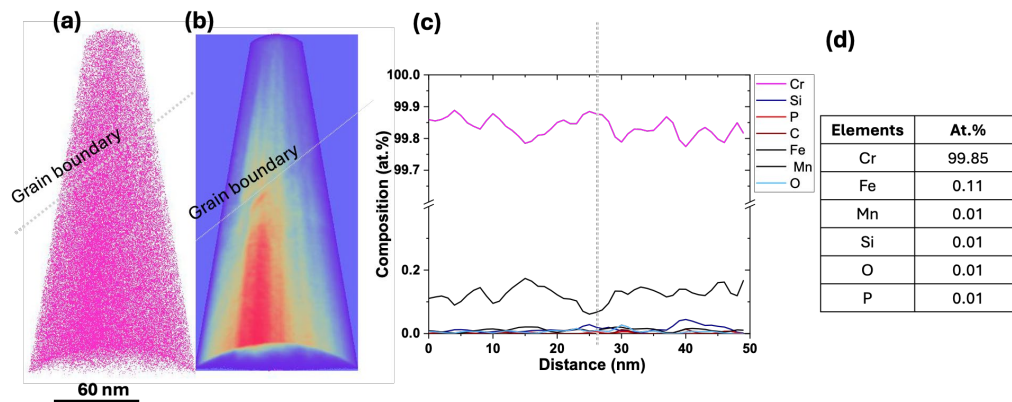 (a)
(b)
(c)
(d)
Grain boundary
Grain boundary
60 nm
Composition (at.%)
100.0
99.9
99.8
99.7
0.2
0.0
0
10
20
30
40
50
Distance (nm)
Cr
Si
P
C
Fe
Mn
O
Elements At.%
Cr 99.85
Fe 0.11
Mn 0.01
Si 0.01
O 0.01
P 0.01